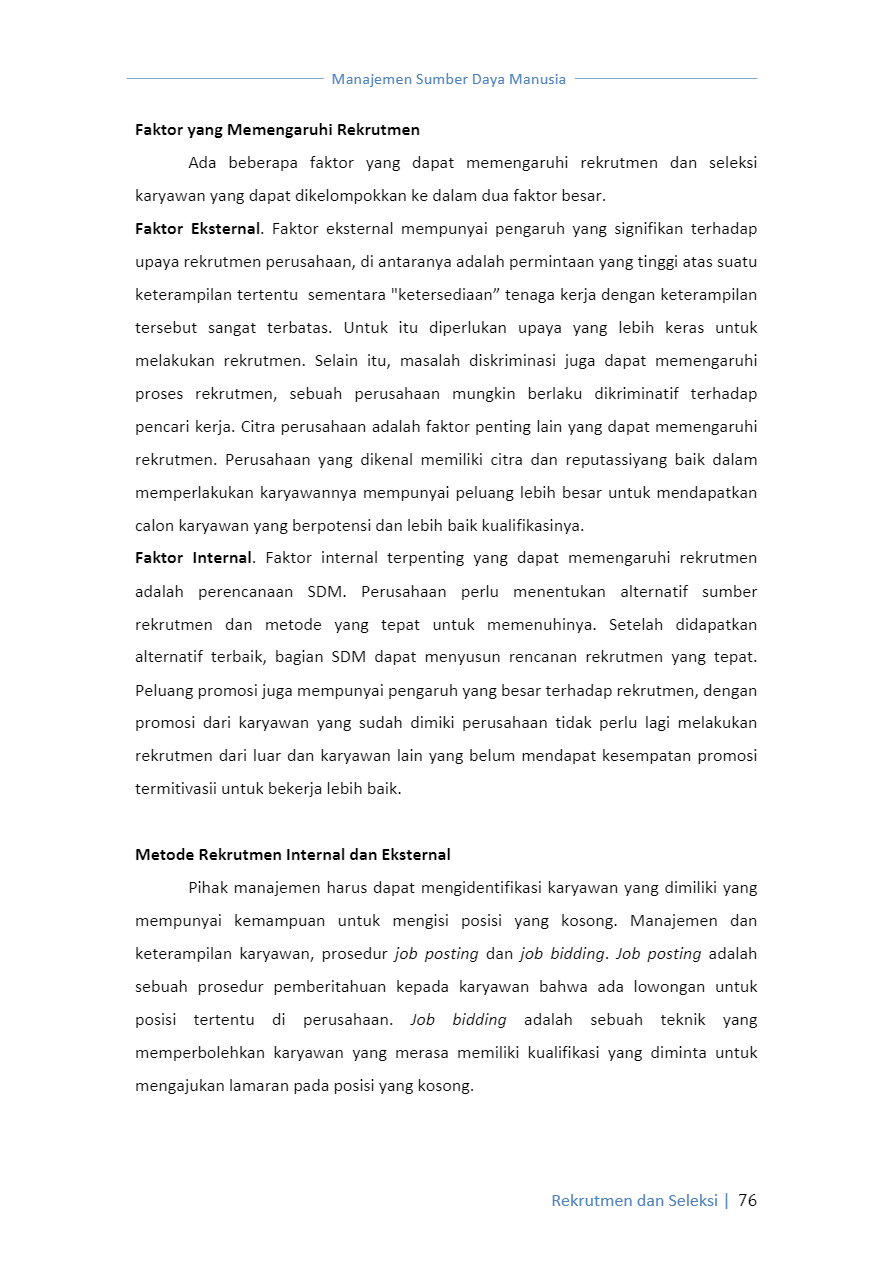 Manajemen Sumber Daya Manusia
Faktor yang Memengaruhi Rekrutmen
Ada beberapa faktor yang dapat memengaruhi rekrutmen dan seleksi
karyawan yang dapat dikelompokkan ke dalam dua faktor besar.
Faktor Eksternal. Faktor eksternal mempunyai pengaruh yang signifikan terhadap
upaya rekrutmen perusahaan, di antaranya adalah permintaan yang tinggi atas suatu
keterampilan tertentu  sementara "ketersediaan” tenaga kerja dengan keterampilan
tersebut sangat terbatas. Untuk itu diperlukan upaya yang lebih keras untuk
melakukan rekrutmen. Selain itu, masalah diskriminasi juga dapat memengaruhi
proses rekrutmen, sebuah perusahaan mungkin berlaku dikriminatif terhadap
pencari kerja. Citra perusahaan adalah faktor penting lain yang dapat memengaruhi
rekrutmen. Perusahaan yang dikenal memiliki citra dan reputassiyang baik dalam
memperlakukan karyawannya mempunyai peluang lebih besar untuk mendapatkan
calon karyawan yang berpotensi dan lebih baik kualifikasinya.
Faktor Internal. Faktor internal terpenting yang dapat memengaruhi rekrutmen
adalah perencanaan SDM. Perusahaan perlu menentukan alternatif sumber
rekrutmen dan metode yang tepat untuk memenuhinya. Setelah didapatkan
alternatif terbaik, bagian SDM dapat menyusun rencanan rekrutmen yang tepat.
Peluang promosi juga mempunyai pengaruh yang besar terhadap rekrutmen, dengan
promosi dari karyawan yang sudah dimiki perusahaan tidak perlu lagi melakukan
rekrutmen dari luar dan karyawan lain yang belum mendapat kesempatan promosi
termitivasii untuk bekerja lebih baik.
Metode Rekrutmen Internal dan Eksternal
Pihak manajemen harus dapat mengidentifikasi karyawan yang dimiliki yang
mempunyai kemampuan untuk mengisi posisi yang kosong. Manajemen dan
keterampilan karyawan, prosedur job posting dan job bidding. Job posting adalah
sebuah prosedur pemberitahuan kepada karyawan bahwa ada lowongan untuk
posisi tertentu di perusahaan. Job bidding adalah sebuah teknik yang
memperbolehkan karyawan yang merasa memiliki kualifikasi yang diminta untuk
mengajukan lamaran pada posisi yang kosong.
Rekrutmen dan Seleksi | 76